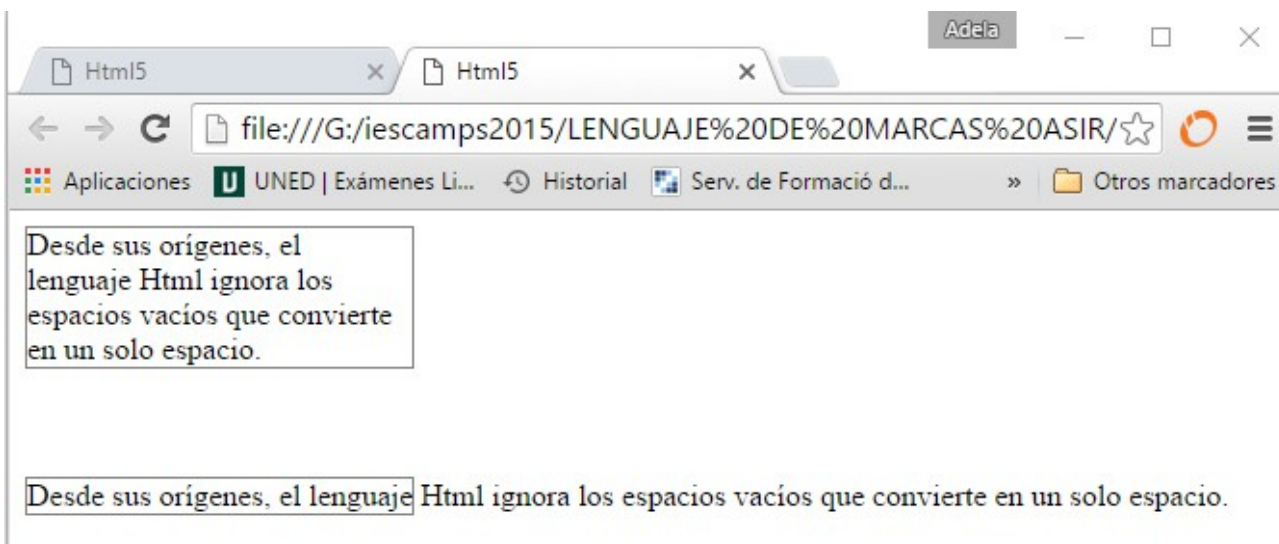 Adela
Html5
Html5
file:///G:/iescamps2015/LENGUAJE%20DE%20MARCAS%20ASIR/
Aplicaciones U UNED | Exámenes Li... Historial Serv. de Formació d... » Otros marcadores
Desde sus orígenes, el
lenguaje Html ignora los
espacios vacíos que convierte
en un solo espacio.
Desde sus orígenes, el lenguaje Html ignora los espacios vacíos que convierte en un solo espacio.